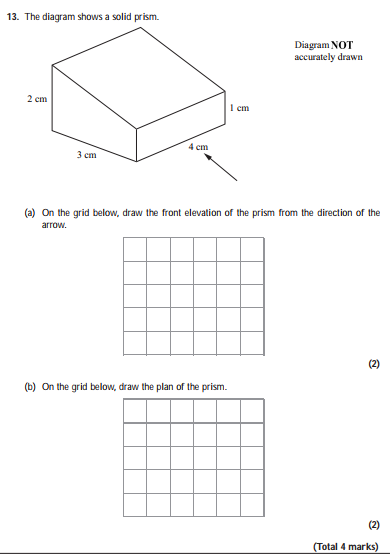 13. The diagram shows a solid prism.
Diagram NOT
accurately drawn
2 cm
1 cm
3 cm
4 cm
(a) On the grid below, draw the front elevation of the prism from the direction of the
arrow.
(2)
(b) On the grid below, draw the plan of the prism.
(2)
(Total 4 marks)